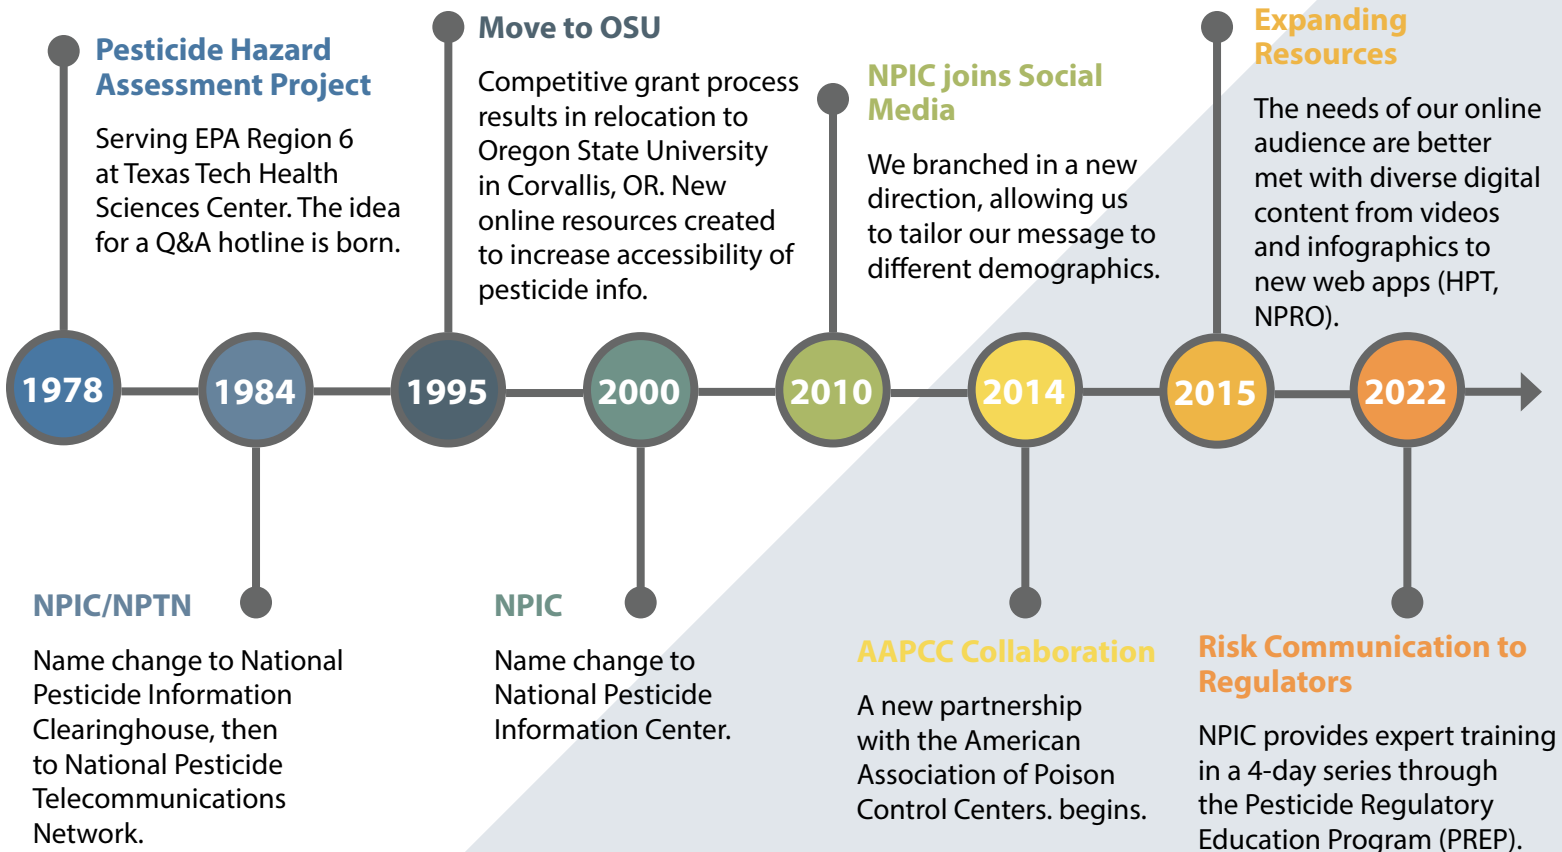 Pesticide Hazard
Assessment Project
Serving EPA Region 6
at Texas Tech Health
Sciences Center. The idea
for a Q&A hotline is born.
Move to OSU
Competitive grant process
results in relocation to
Oregon State University
in Corvallis, OR. New
online resources created
to increase accessibility of
pesticide info.
NPIC joins Social
Media
We branched in a new
direction, allowing us
to tailor our message to
different demographics.
Expanding
Resources
The needs of our online
audience are better
met with diverse digital
content from videos
and infographics to
new web apps (HPT,
NPRO).
1978
1984
1995
2000
2010
2014
2015
2022
NPIC/NPTN
Name change to National
Pesticide Information
Clearinghouse, then
to National Pesticide
Telecommunications
Network.
NPIC
Name change to
National Pesticide
Information Center.
AAPCC Collaboration
A new partnership
with the American
Association of Poison
Control Centers. begins.
Risk Communication to
Regulators
NPIC provides expert training
in a 4-day series through
the Pesticide Regulatory
Education Program (PREP).